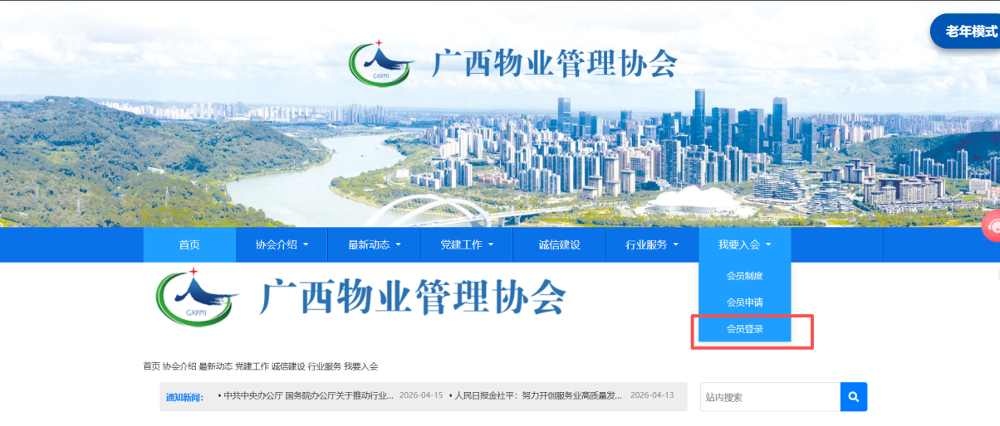 老年模式
广西物业管理协会
GXPMI
首页 协会介绍 最新动态 党建工作 诚信建设 行业服务 我要入会
会员制度
会员申请
会员登录
广西物业管理协会
GXPMI
首页 协会介绍 最新动态 党建工作 诚信建设 行业服务 我要入会
通知新闻： • 中共中央办公厅 国务院办公厅关于推动行业... 2026-04-15 • 人民日报金社平：努力开创服务业高质量发... 2026-04-13 站内搜索